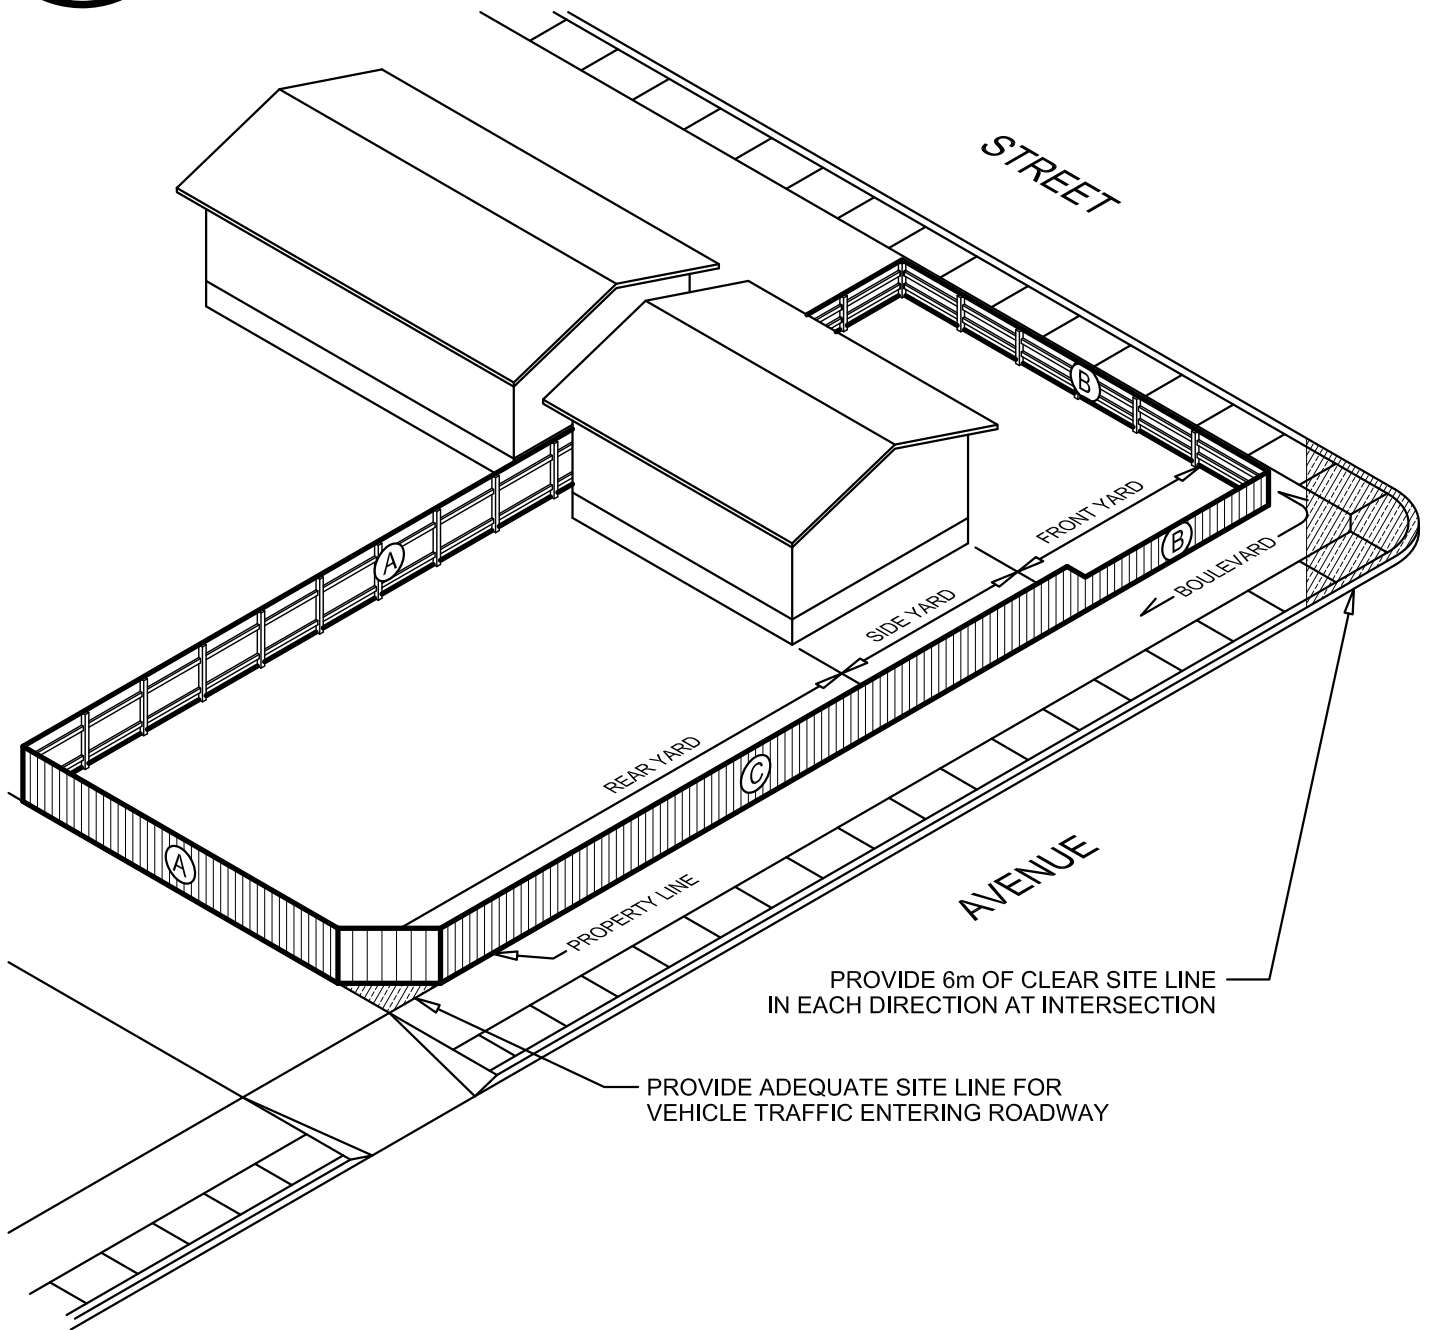 STREET
B
FRONT YARD
B
BOULEVARD
A
SIDE YARD
REAR YARD
C
A
PROPERTY LINE
AVENUE
PROVIDE 6m OF CLEAR SITE LINE
IN EACH DIRECTION AT INTERSECTION
PROVIDE ADEQUATE SITE LINE FOR
VEHICLE TRAFFIC ENTERING ROADWAY